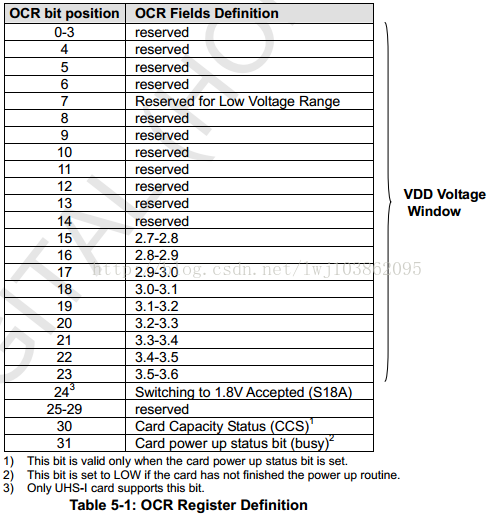 OCR bit position OCR Fields Definition
0-3 reserved
4 reserved
5 reserved
6 reserved
7 Reserved for Low Voltage Range
8 reserved
9 reserved
10 reserved
11 reserved
12 reserved
13 reserved
14 reserved
15 2.7-2.8
16 2.8-2.9
17 2.9-3.0
18 3.0-3.1
19 3.1-3.2
20 3.2-3.3
21 3.3-3.4
22 3.4-3.5
23 3.5-3.6
24³ Switching to 1.8V Accepted (S18A)
25-29 reserved
30 Card Capacity Status (CCS)¹
31 Card power up status bit (busy)²
VDD Voltage
Window
1) This bit is valid only when the card power up status bit is set.
2) This bit is set to LOW if the card has not finished the power up routine.
3) Only UHS-I card supports this bit.
Table 5-1: OCR Register Definition